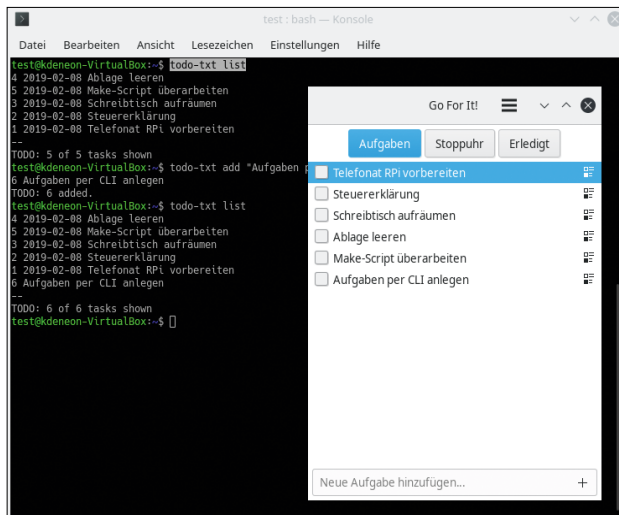 test : bash — Konsole
Datei Bearbeiten Ansicht Lesezeichen Einstellungen Hilfe
test@kdeneon-VirtualBox:~$ todo-txt list
4 2019-02-08 Ablage leeren
5 2019-02-08 Make-Script überarbeiten
3 2019-02-08 Schreibtisch aufräumen
2 2019-02-08 Steuererklärung
1 2019-02-08 Telefonat RPi vorbereiten
--
TODO: 5 of 5 tasks shown
test@kdeneon-VirtualBox:~$ todo-txt add "Aufgaben
6 Aufgaben per CLI anlegen
TODO: 6 added.
test@kdeneon-VirtualBox:~$ todo-txt list
4 2019-02-08 Ablage leeren
5 2019-02-08 Make-Script überarbeiten
3 2019-02-08 Schreibtisch aufräumen
2 2019-02-08 Steuererklärung
1 2019-02-08 Telefonat RPi vorbereiten
6 Aufgaben per CLI anlegen
--
TODO: 6 of 6 tasks shown
test@kdeneon-VirtualBox:~$
Go For It!
Aufgaben Stoppuhr Erledigt
Telefonat RPi vorbereiten
Steuererklärung
Schreibtisch aufräumen
Ablage leeren
Make-Script überarbeiten
Aufgaben per CLI anlegen
Neue Aufgabe hinzufügen... +